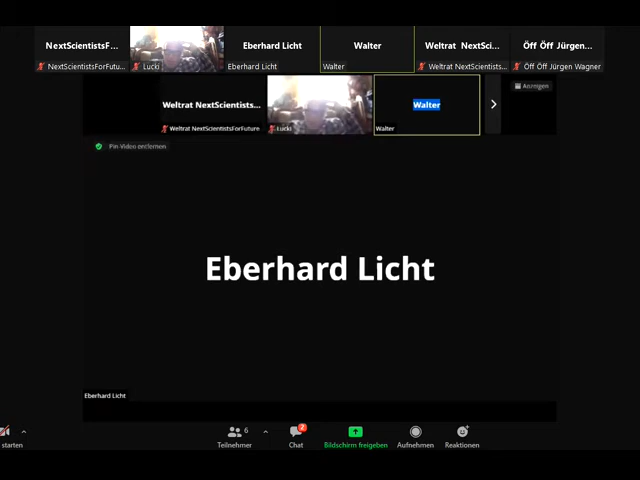 NextScientistsF... Eberhard Licht Walter Weltrat NextSci... Öff Öff Jürgen...
NextScientistsForFutu... Lucki Eberhard Licht Walter Weltrat NextScientists... Öff Öff Jürgen Wagner
Weltrat NextScientists... Walter Anzeigen
Weltrat NextScientistsForFuture Lucki Walter
Pin-Video entfernen
Eberhard Licht
Eberhard Licht
6 2
starten Teilnehmer Chat Bildschirm freigeben Aufnehmen Reaktionen